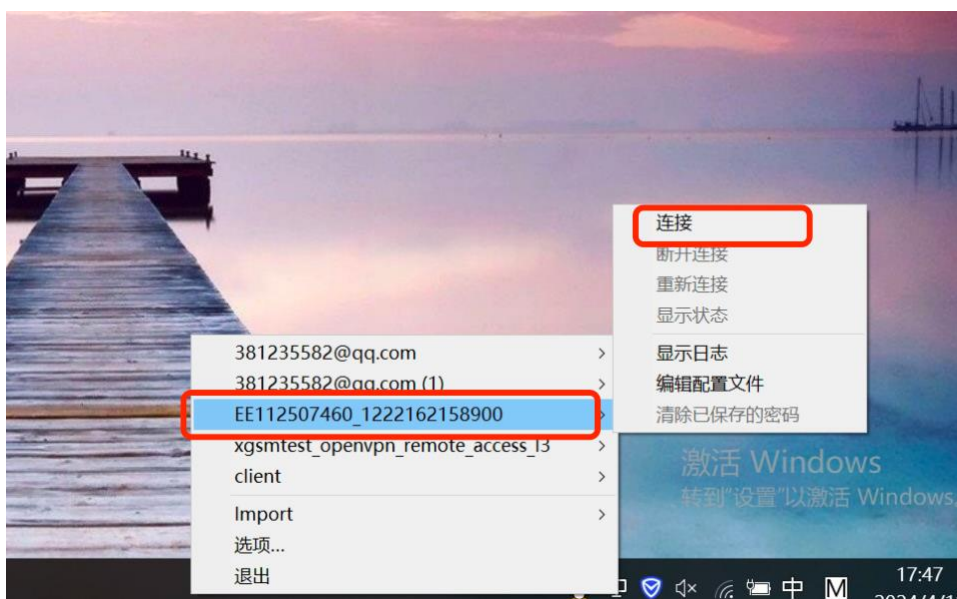 连接
断开连接
重新连接
显示状态
显示日志
编辑配置文件
清除已保存的密码
381235582@qq.com
381235582@qq.com (1)
EE112507460_1222162158900
xgsmtest_openvpn_remote_access_l3
client
Import
选项...
退出
激活 Windows
转到"设置"以激活 Windows。
中
M
17:47